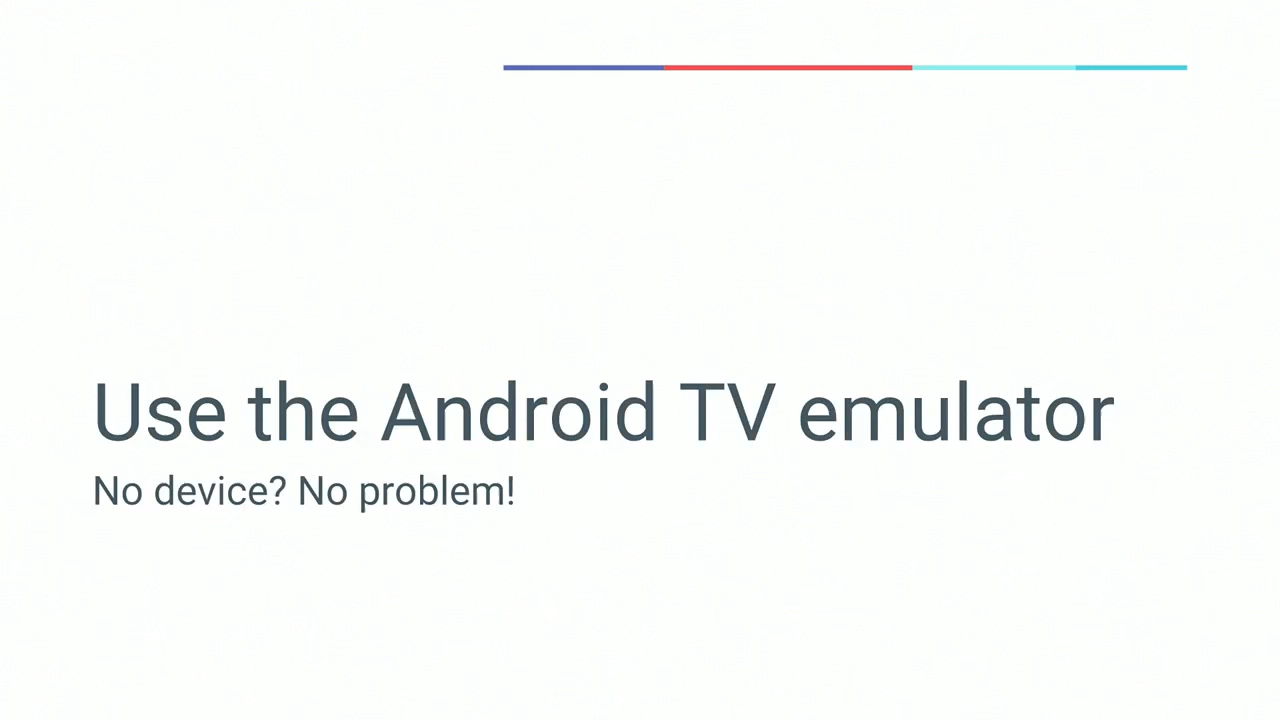 Use the Android TV emulator
No device? No problem!